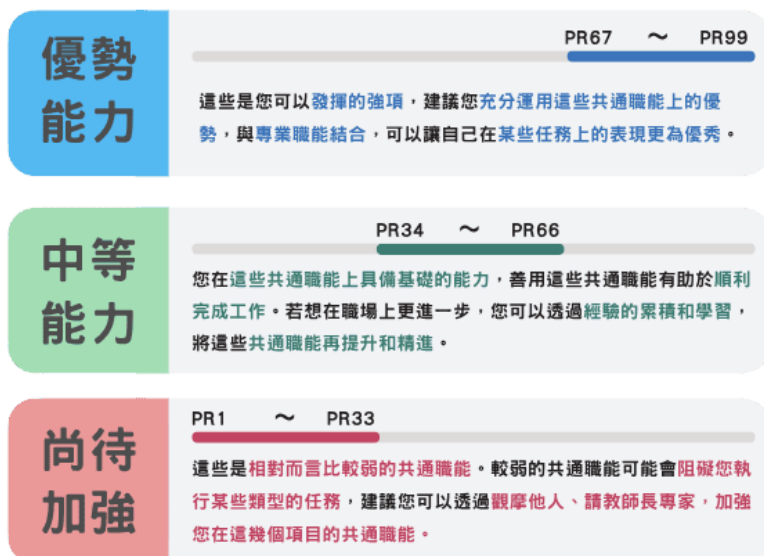 優勢
能力
PR67 ～ PR99
這些是您可以發揮的強項，建議您充分運用這些共通職能上的優
勢，與專業職能結合，可以讓自己在某些任務上的表現更為優秀。
中等
能力
PR34 ～ PR66
您在這些共通職能上具備基礎的能力，善用這些共通職能有助於順利
完成工作。若想在職場上更進一步，您可以透過經驗的累積和學習，
將這些共通職能再提升和精進。
尚待
加強
PR1 ～ PR33
這些是相對而言比較弱的共通職能。較弱的共通職能可能會阻礙您執
行某些類型的任務，建議您可以透過觀摩他人、請教師長專家，加強
您在這幾個項目的共通職能。